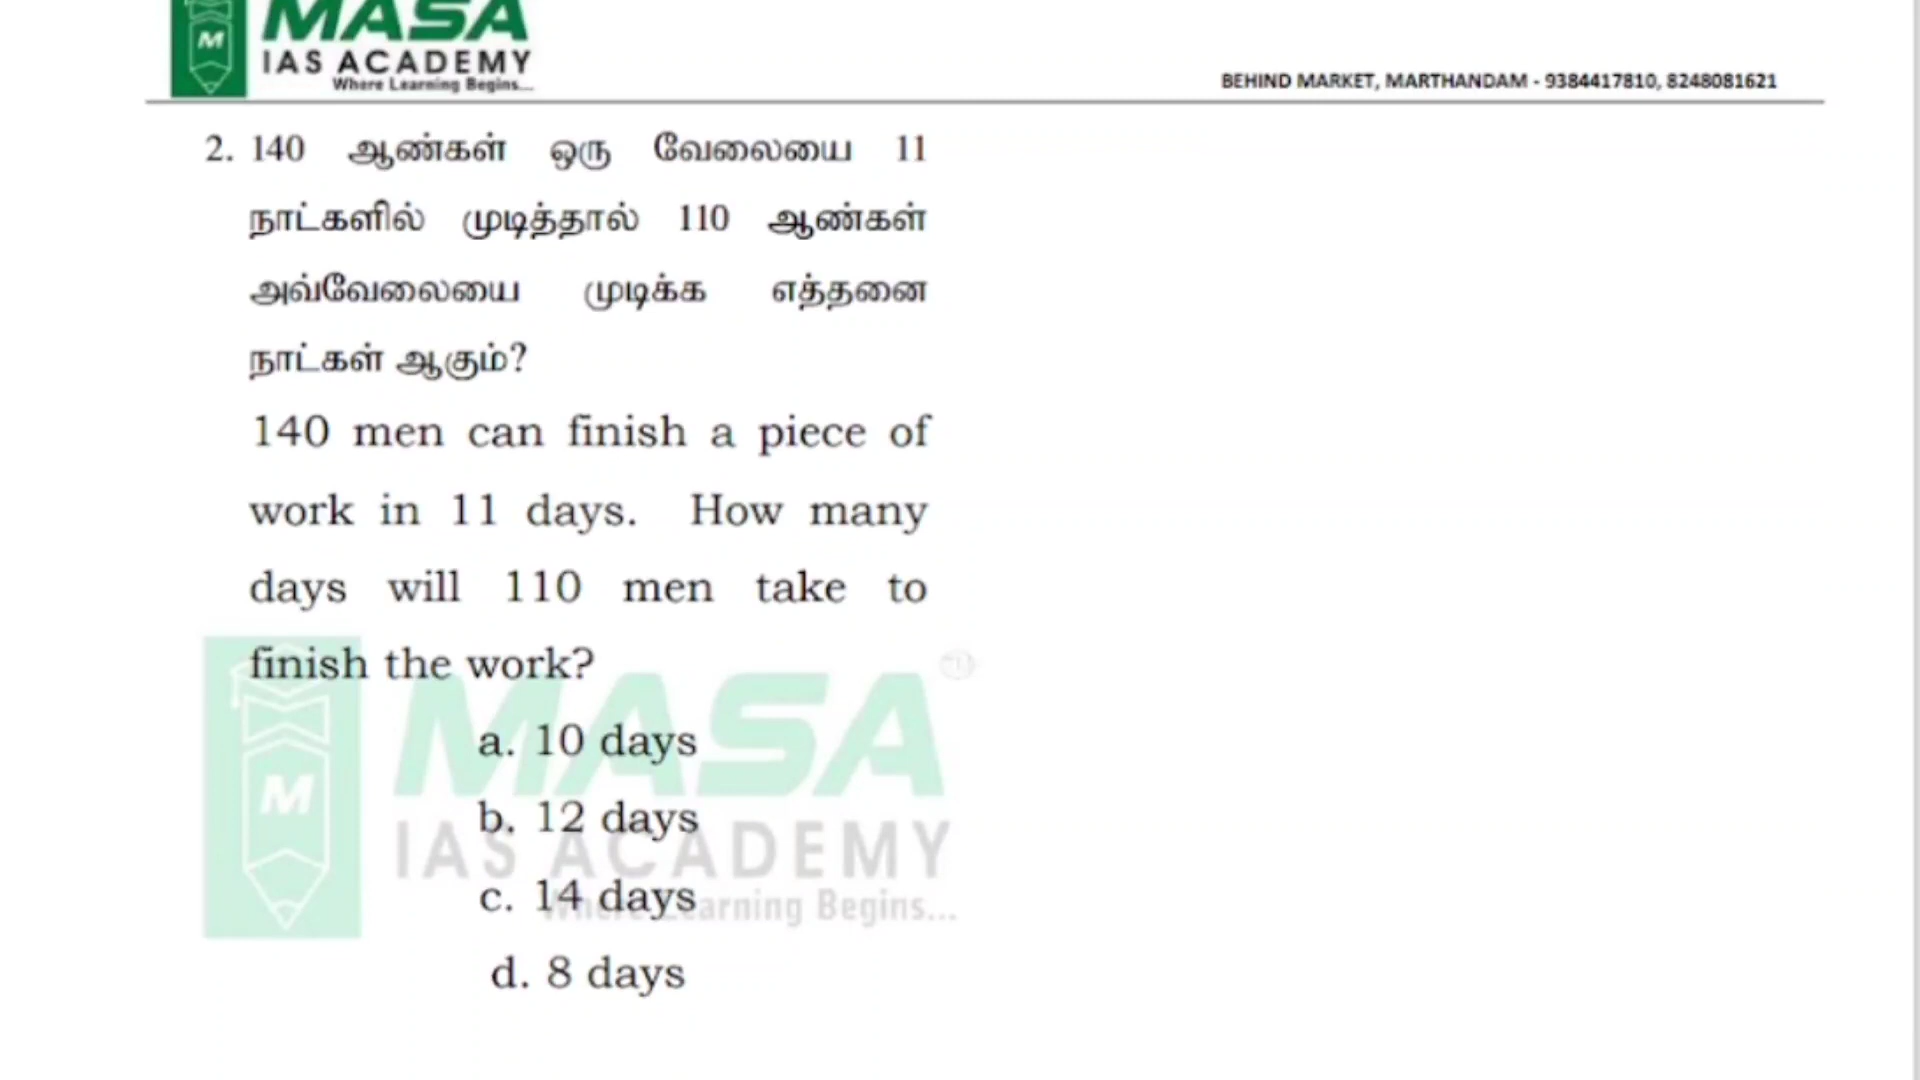 MASA
IAS ACADEMY
Where Learning Begins...
BEHIND MARKET, MARTHANDAM - 9384417810, 8248081621
2. 140 ஆண்கள் ஒரு வேலையை 11
நாட்களில் முடித்தால் 110 ஆண்கள்
அவ்வேலையை முடிக்க எத்தனை
நாட்கள் ஆகும்?
140 men can finish a piece of
work in 11 days. How many
days will 110 men take to
finish the work?
a. 10 days
b. 12 days
c. 14 days
d. 8 days
M
MASA
IAS ACADEMY
Where Learning Begins...